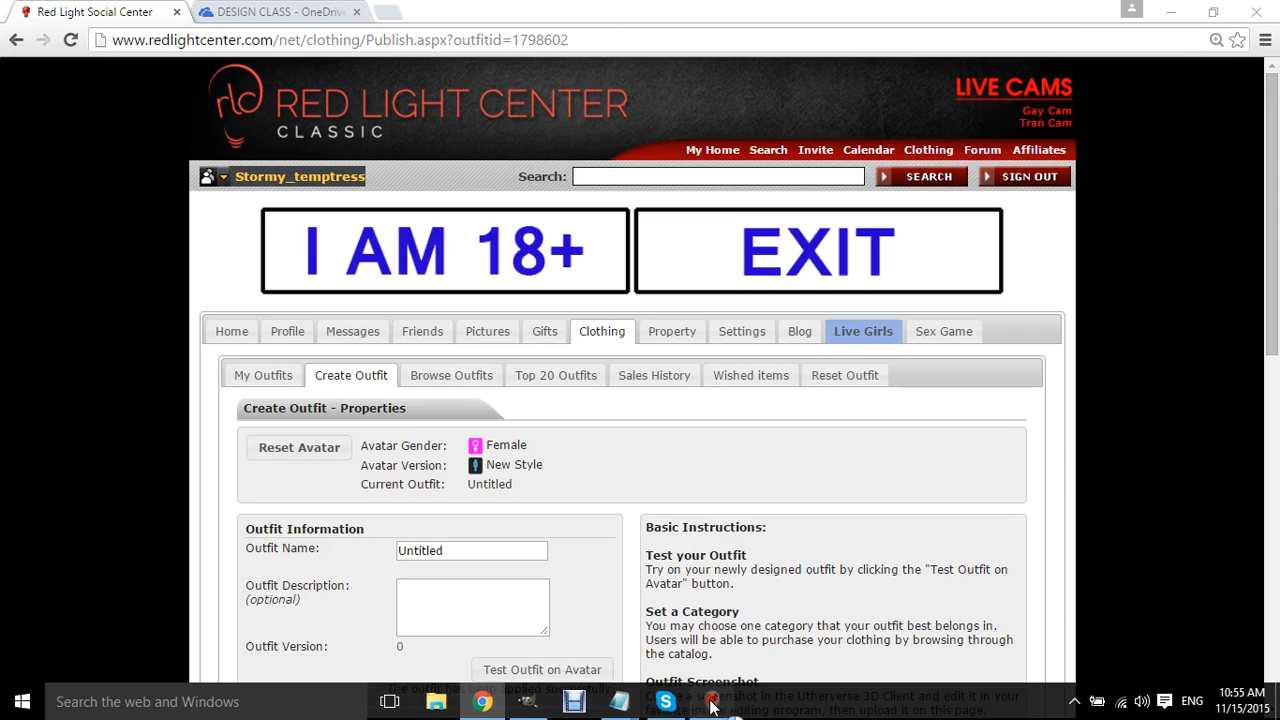 Red Light Social Center
DESIGN CLASS - OneDrive
www.redlightcenter.com/net/clothing/Publish.aspx?outfitid=1798602
rlc RED LIGHT CENTER
CLASSIC
LIVE CAMS
Gay Cam
Tran Cam
My Home Search Invite Calendar Clothing Forum Affiliates
Stormy_temptress Search: SEARCH SIGN OUT
I AM 18+ EXIT
Home Profile Messages Friends Pictures Gifts Clothing Property Settings Blog Live Girls Sex Game
My Outfits Create Outfit Browse Outfits Top 20 Outfits Sales History Wished items Reset Outfit
Create Outfit - Properties
Reset Avatar
Avatar Gender: Female
Avatar Version: New Style
Current Outfit: Untitled
Outfit Information
Outfit Name: Untitled
Outfit Description:
(optional)
Outfit Version: 0
Test Outfit on Avatar
Basic Instructions:
Test your Outfit
Try on your newly designed outfit by clicking the "Test Outfit on
Avatar" button.
Set a Category
You may choose one category that your outfit best belongs in.
Users will be able to purchase your clothing by browsing through
the catalog.
Outfit Screenshot
Search the web and Windows
ENG
10:55 AM
11/15/2015